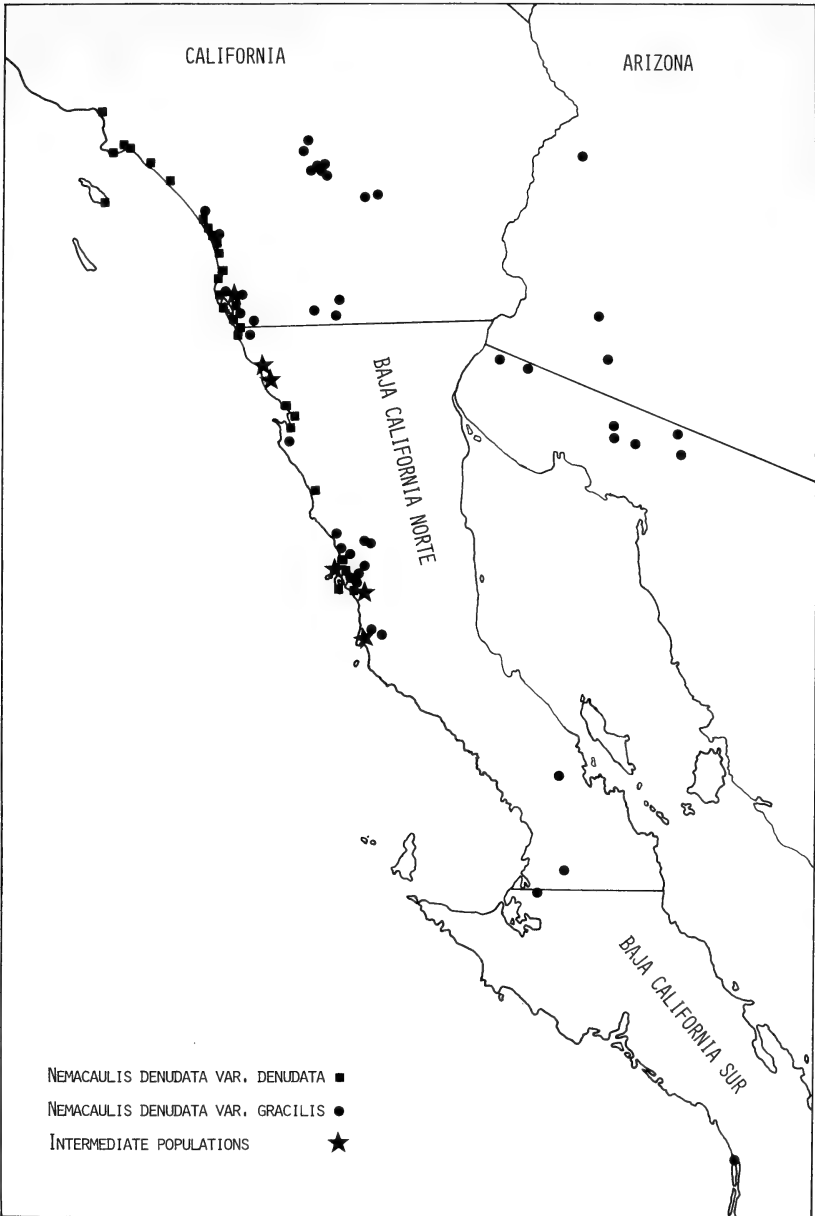 CALIFORNIA
ARIZONA
BAJA CALIFORNIA NORTE
BAJA CALIFORNIA SUR
NEMACAULIS DENUDATA VAR. DENUDATA
NEMACAULIS DENUDATA VAR. GRACILIS
INTERMEDIATE POPULATIONS